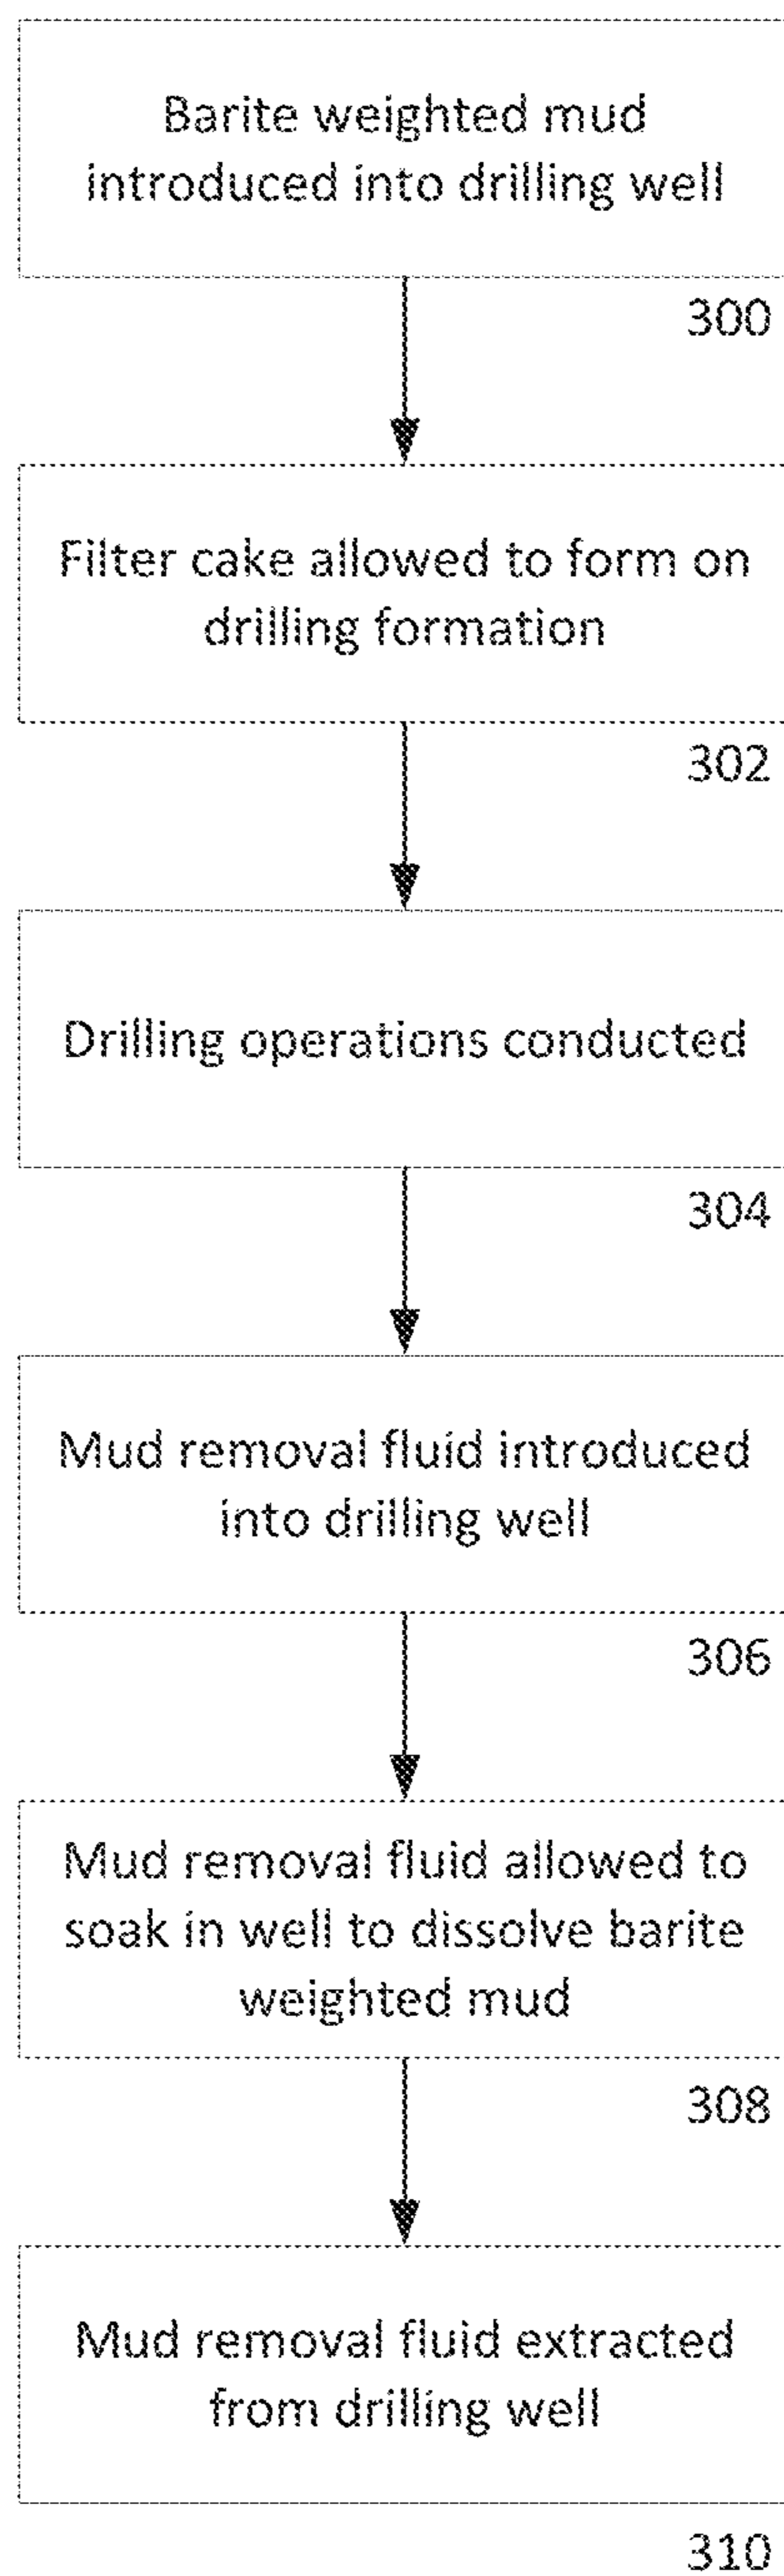 Barite weighted mud
introduced into drilling well
300
Filter cake allowed to form on
drilling formation
302
Drilling operations conducted
304
Mud removal fluid introduced
into drilling well
306
Mud removal fluid allowed to
soak in well to dissolve barite
weighted mud
308
Mud removal fluid extracted
from drilling well
310